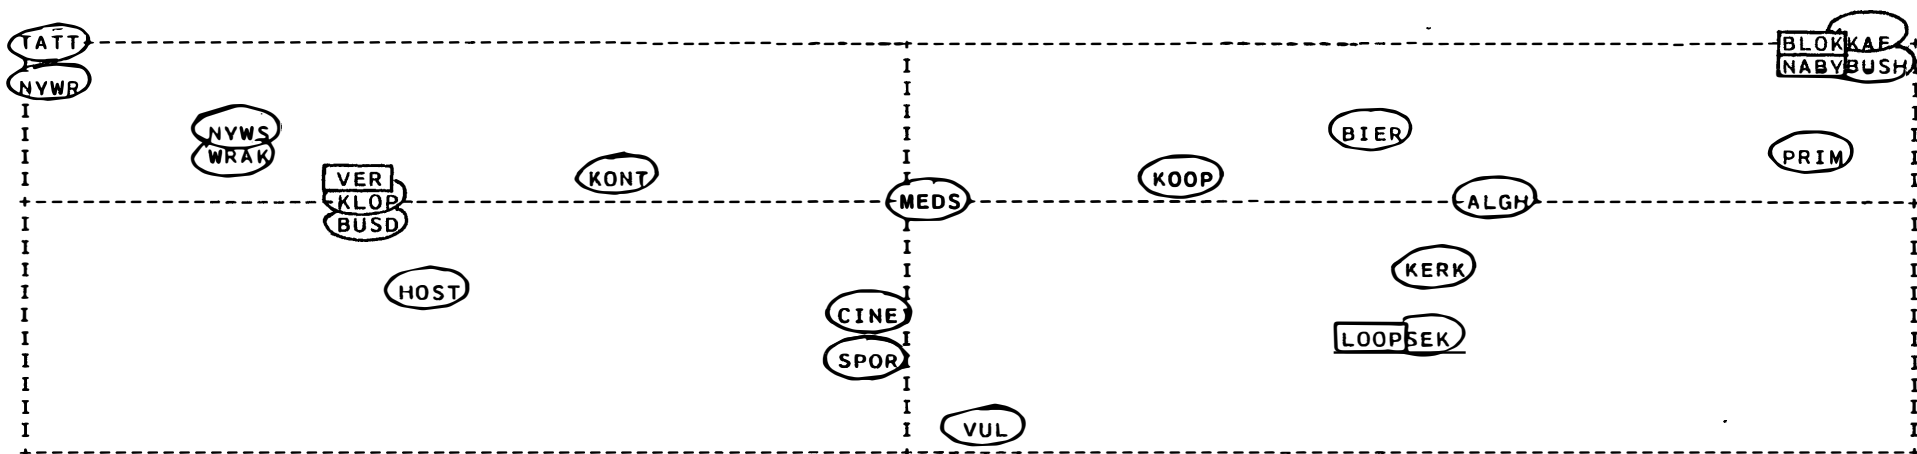 TATT BLOK KAF
NABY BUSH
NYWR
NYWS BIER
WRAK PRIM
VER KONT KOOP
KLOP MEDS ALGH
BUSD
KERK
HOST
CINE
LOOP SEK
SPOR
VUL